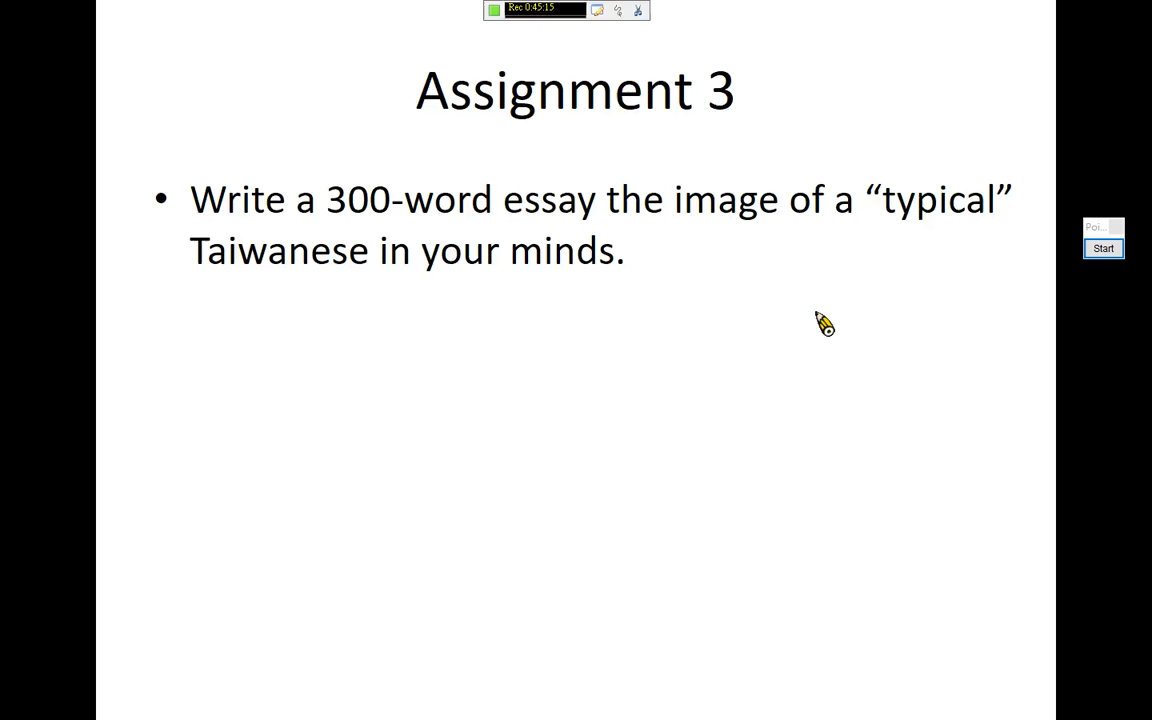 Rec 0:45:15
Assignment 3
• Write a 300-word essay the image of a “typical”
Taiwanese in your minds.
Poi...
Start